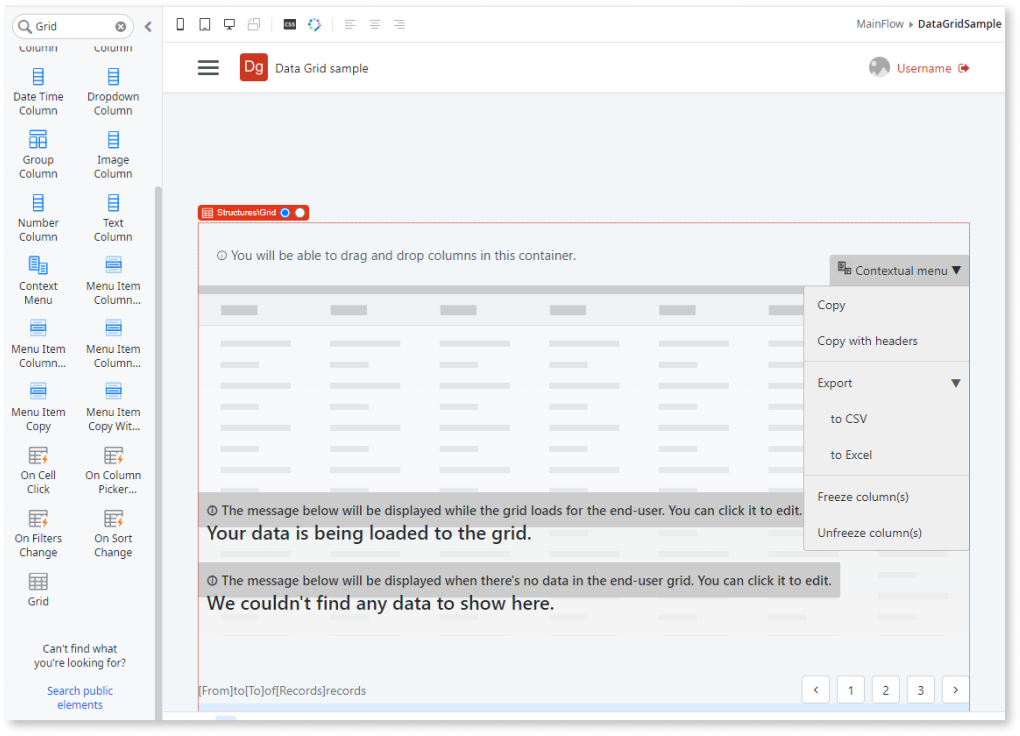 Grid
CSS
MainFlow DataGridSample
Column Column
Dg Data Grid sample
Username
Date Time Dropdown
Column Column
Group Image
Column Column
Number Text
Column Column
Context Menu Item
Menu Column...
Menu Item Menu Item
Column... Column...
Menu Item Menu Item
Copy Copy Wit...
On Cell On Column
Click Picker...
On Filters On Sort
Change Change
Grid
Can't find what
you're looking for?
Search public
elements
Structures\Grid
You will be able to drag and drop columns in this container.
Contextual menu
Copy
Copy with headers
Export
to CSV
to Excel
Freeze column(s)
Unfreeze column(s)
The message below will be displayed while the grid loads for the end-user. You can click it to edit.
Your data is being loaded to the grid.
The message below will be displayed when there's no data in the end-user grid. You can click it to edit.
We couldn't find any data to show here.
[From]to[To]of[Records]records
1 2 3